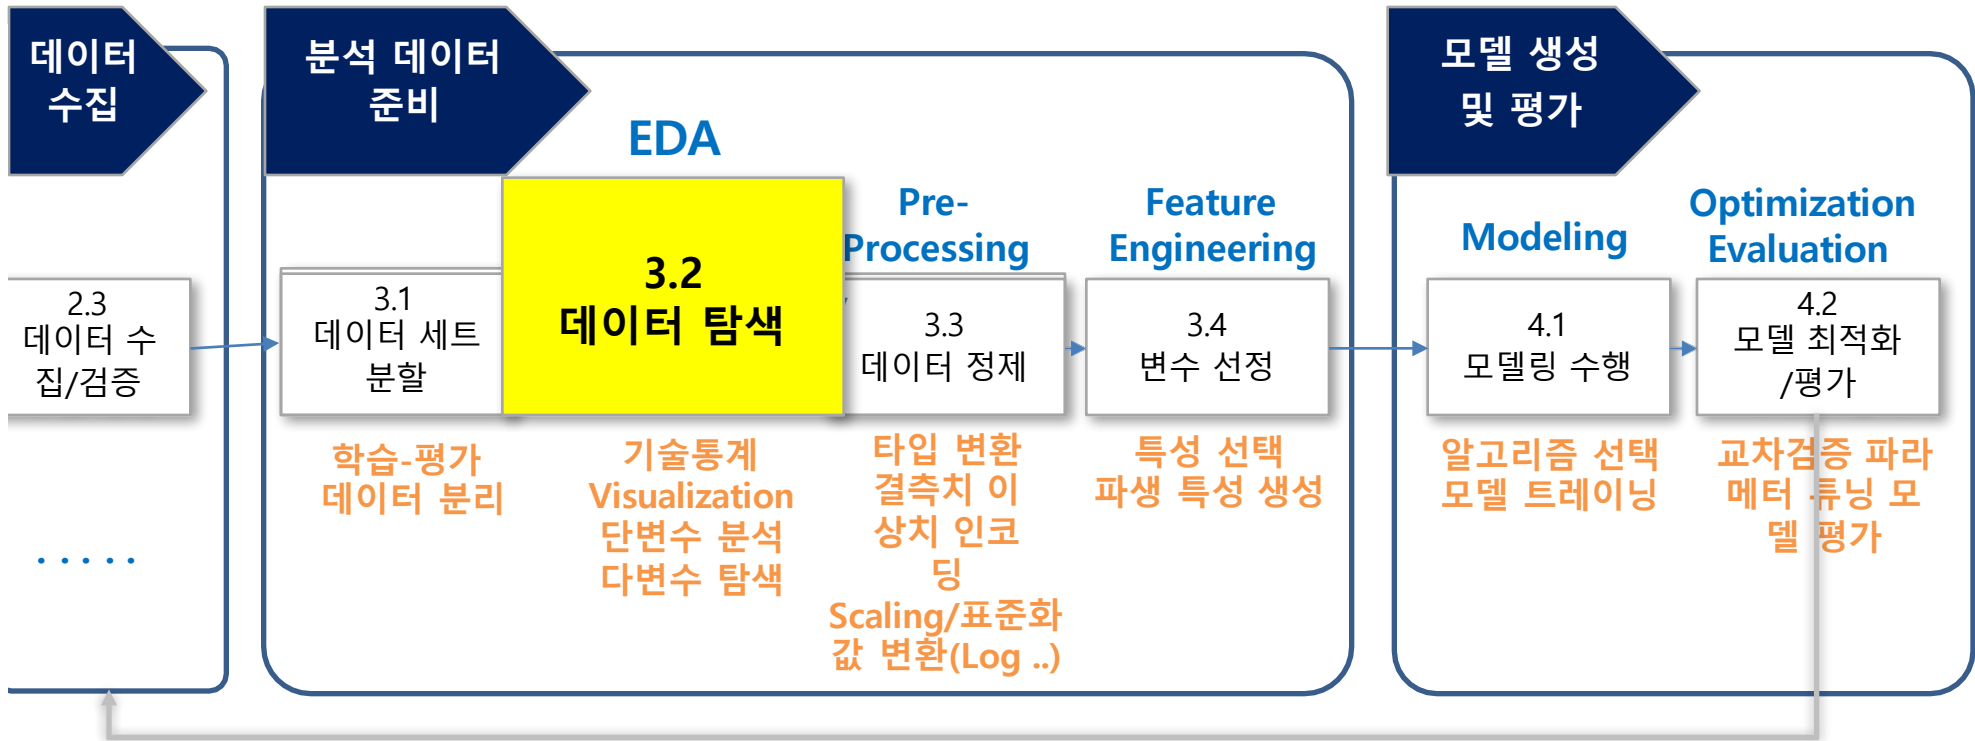 데이터
수집
분석 데이터
준비
모델 생성
및 평가
EDA
Pre-
Processing
Feature
Engineering
Modeling
Optimization
Evaluation
2.3
데이터 수
집/검증
3.1
데이터 세트
분할
3.2
데이터 탐색
3.3
데이터 정제
3.4
변수 선정
4.1
모델링 수행
4.2
모델 최적화
/평가
.....
학습-평가
데이터 분리
기술통계
Visualization
단변수 분석
다변수 탐색
타입 변환
결측치 이
상치 인코
딩
Scaling/표준화
값 변환(Log ..)
특성 선택
파생 특성 생성
알고리즘 선택
모델 트레이닝
교차검증 파라
메터 튜닝 모
델 평가